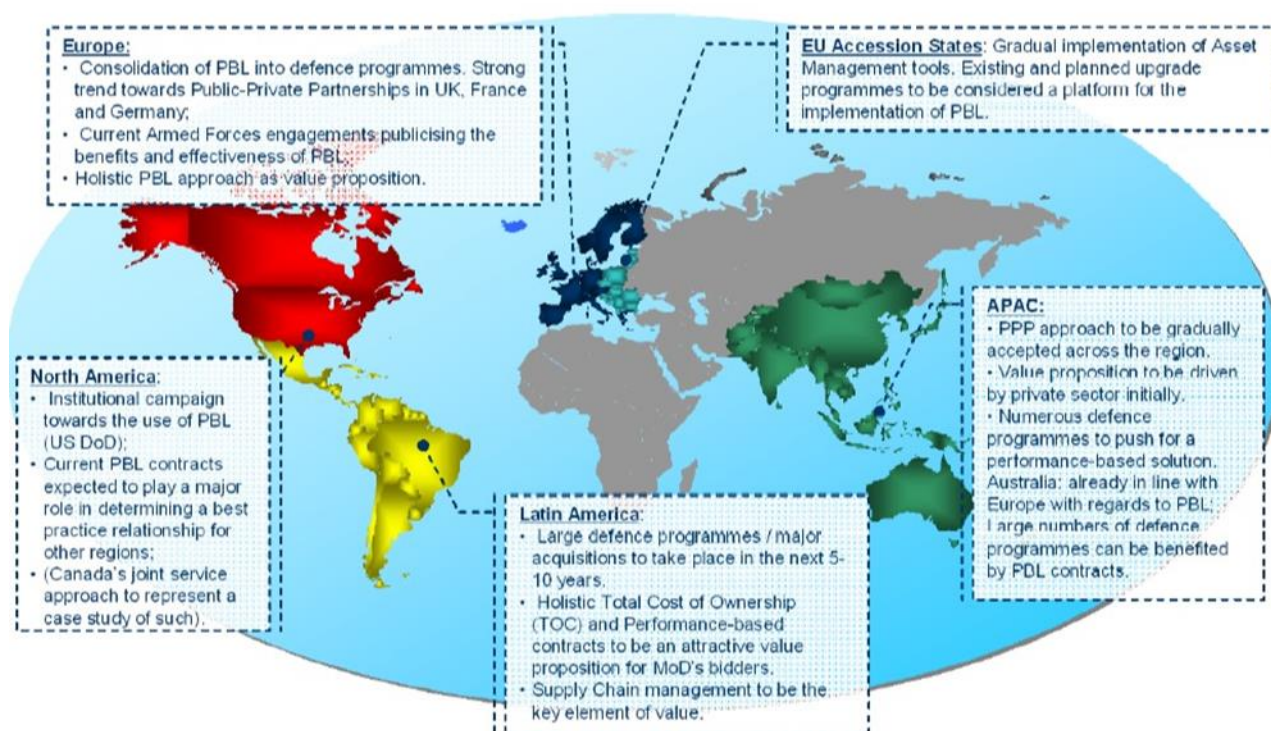 Europe:
• Consolidation of PBL into defence programmes. Strong
trend towards Public-Private Partnerships in UK, France
and Germany;
• Current Armed Forces engagements publicising the
benefits and effectiveness of PBL;
• Holistic PBL approach as value proposition.
EU Accession States: Gradual implementation of Asset
Management tools. Existing and planned upgrade
programmes to be considered a platform for the
implementation of PBL.
North America:
• Institutional campaign
towards the use of PBL
(US DoD);
• Current PBL contracts
expected to play a major
role in determining a best
practice relationship for
other regions;
• (Canada's joint service
approach to represent a
case study of such).
Latin America:
• Large defence programmes / major
acquisitions to take place in the next 5-
10 years.
• Holistic Total Cost of Ownership
(TOC) and Performance-based
contracts to be an attractive value
proposition for MoD's bidders.
• Supply Chain management to be the
key element of value.
APAC:
• PPP approach to be gradually
accepted across the region.
• Value proposition to be driven
by private sector initially.
• Numerous defence
programmes to push for a
performance-based solution.
Australia: already in line with
Europe with regards to PBL;
Large numbers of defence
programmes can be benefited
by PBL contracts.